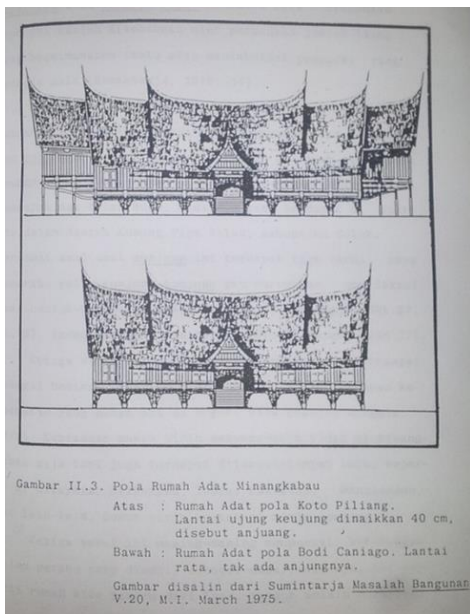 Gambar II.3. Pola Rumah Adat Minangkabau
Atas : Rumah Adat pola Koto Piliang.
Lantai ujung keujung dinaikkan 40 cm,
disebut anjuang.
Bawah : Rumah Adat pola Bodi Caniago. Lantai
rata, tak ada anjungnya.
Gambar disalin dari Sumintarja Masalah Bangunan
V.20, M.I. March 1975.